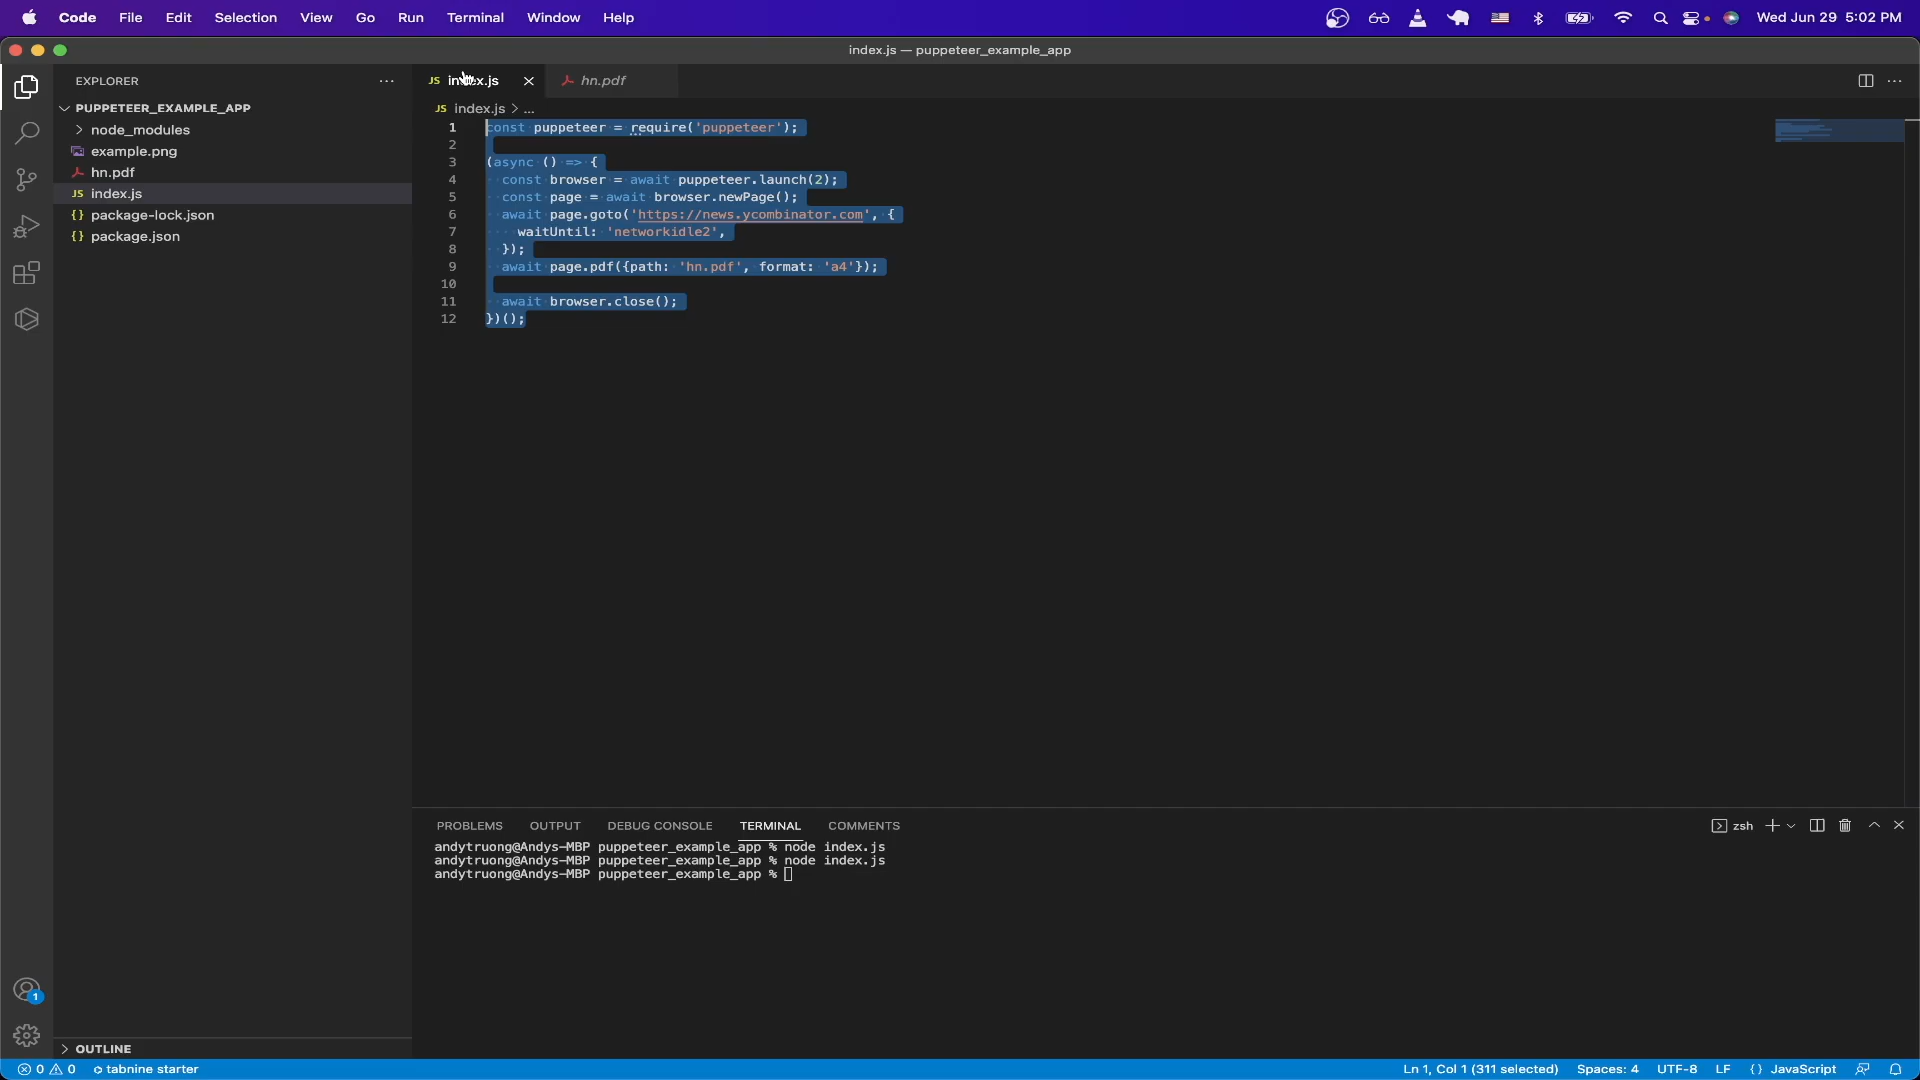 Code File Edit Selection View Go Run Terminal Window Help Wed Jun 29 5:02 PM
index.js — puppeteer_example_app
EXPLORER
PUPPETEER_EXAMPLE_APP
node_modules
example.png
hn.pdf
JS index.js
{} package-lock.json
{} package.json
OUTLINE
JS index.js hn.pdf
JS index.js > ...
1 const puppeteer = require('puppeteer');
2
3 (async () => {
4 const browser = await puppeteer.launch(2);
5 const page = await browser.newPage();
6 await page.goto('https://news.ycombinator.com', {
7 waitUntil: 'networkidle2',
8 });
9 await page.pdf({path: 'hn.pdf', format: 'a4'});
10
11 await browser.close();
12 })();
PROBLEMS OUTPUT DEBUG CONSOLE TERMINAL COMMENTS zsh
andytruong@Andys-MBP puppeteer_example_app % node index.js
andytruong@Andys-MBP puppeteer_example_app % node index.js
andytruong@Andys-MBP puppeteer_example_app %
1
0 0 tabnine starter Ln 1, Col 1 (311 selected) Spaces: 4 UTF-8 LF {} JavaScript